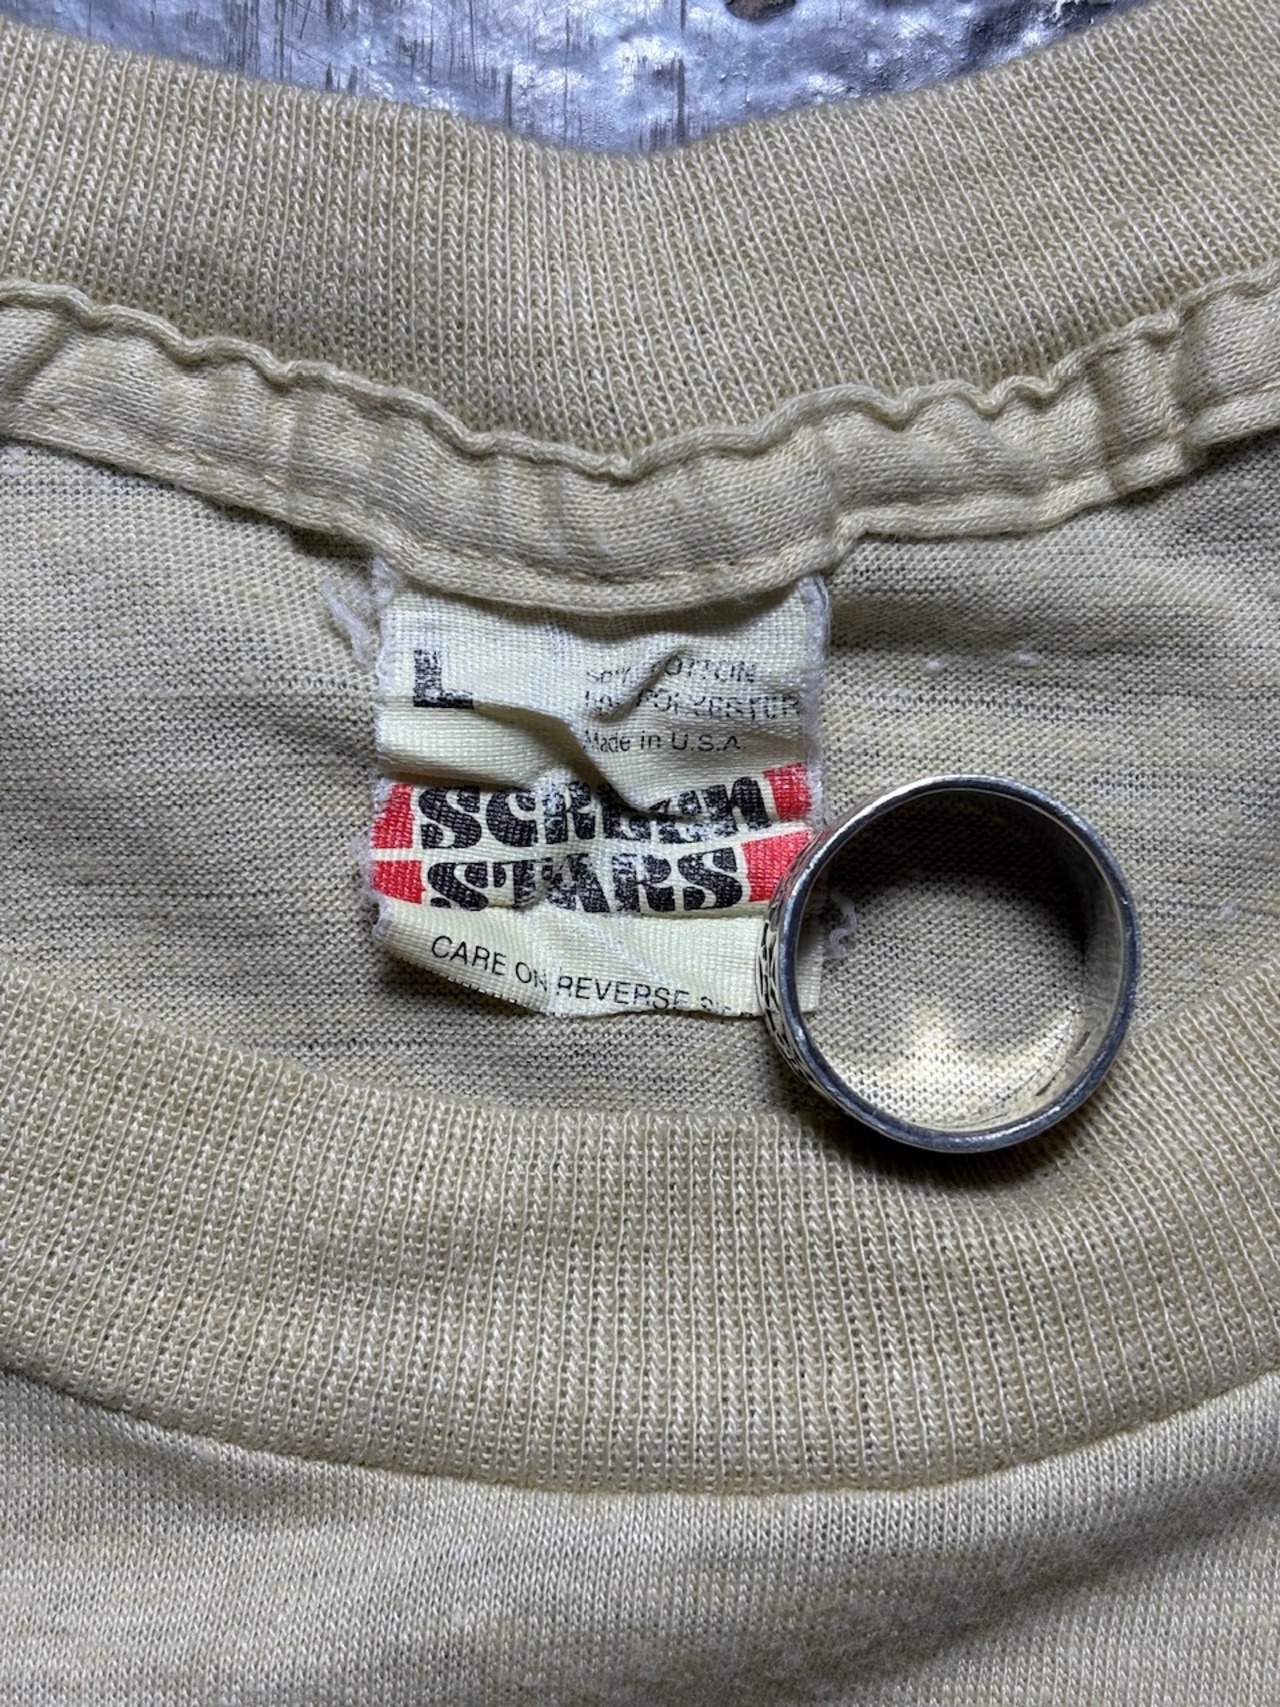 L
COTTON
POLYESTER
Made in U.S.A.
SCREEN
STARS
CARE ON REVERSE